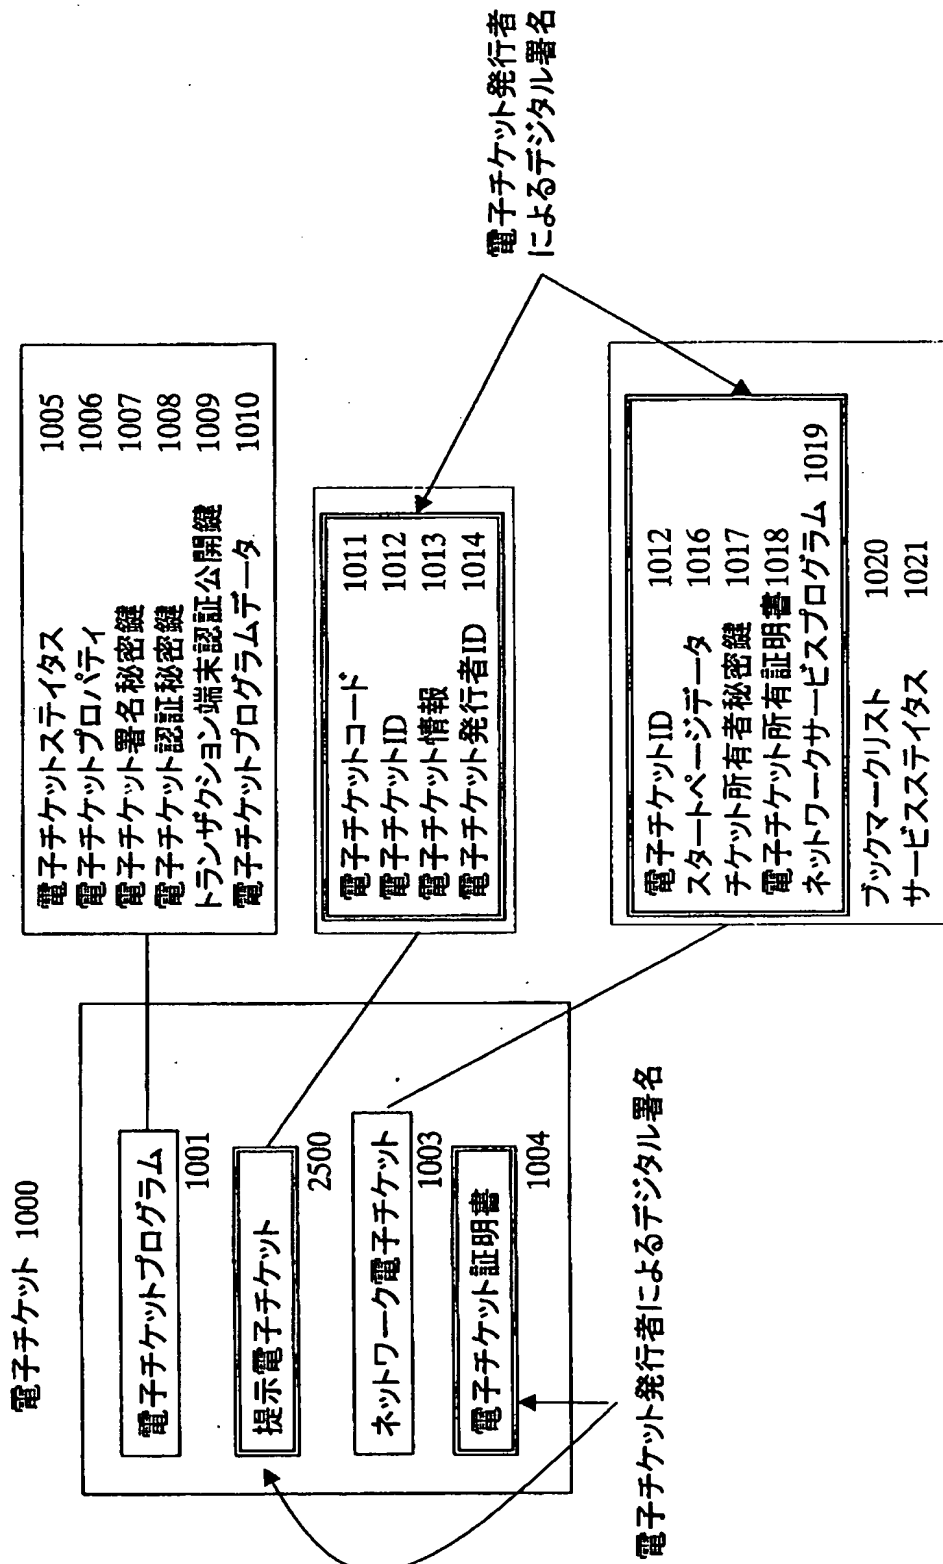 電子チケット 1000
電子チケットプログラム
1001
提示電子チケット
2500
ネットワーク電子チケット
1003
電子チケット証明書
1004
電子チケット発行者によるデジタル署名
電子チケットステイタス 1005
電子チケットプロパティ 1006
電子チケット署名秘密鍵 1007
電子チケット認証秘密鍵 1008
トランザクション端末認証公開鍵 1009
電子チケットプログラムデータ 1010
電子チケットコード 1011
電子チケットID 1012
電子チケット情報 1013
電子チケット発行者ID 1014
電子チケットID 1012
スタートページデータ 1016
チケット所有者秘密鍵 1017
電子チケット所有証明書 1018
ネットワークサービスプログラム 1019
ブックマークリスト 1020
サービスステイタス 1021
電子チケット発行者
によるデジタル署名